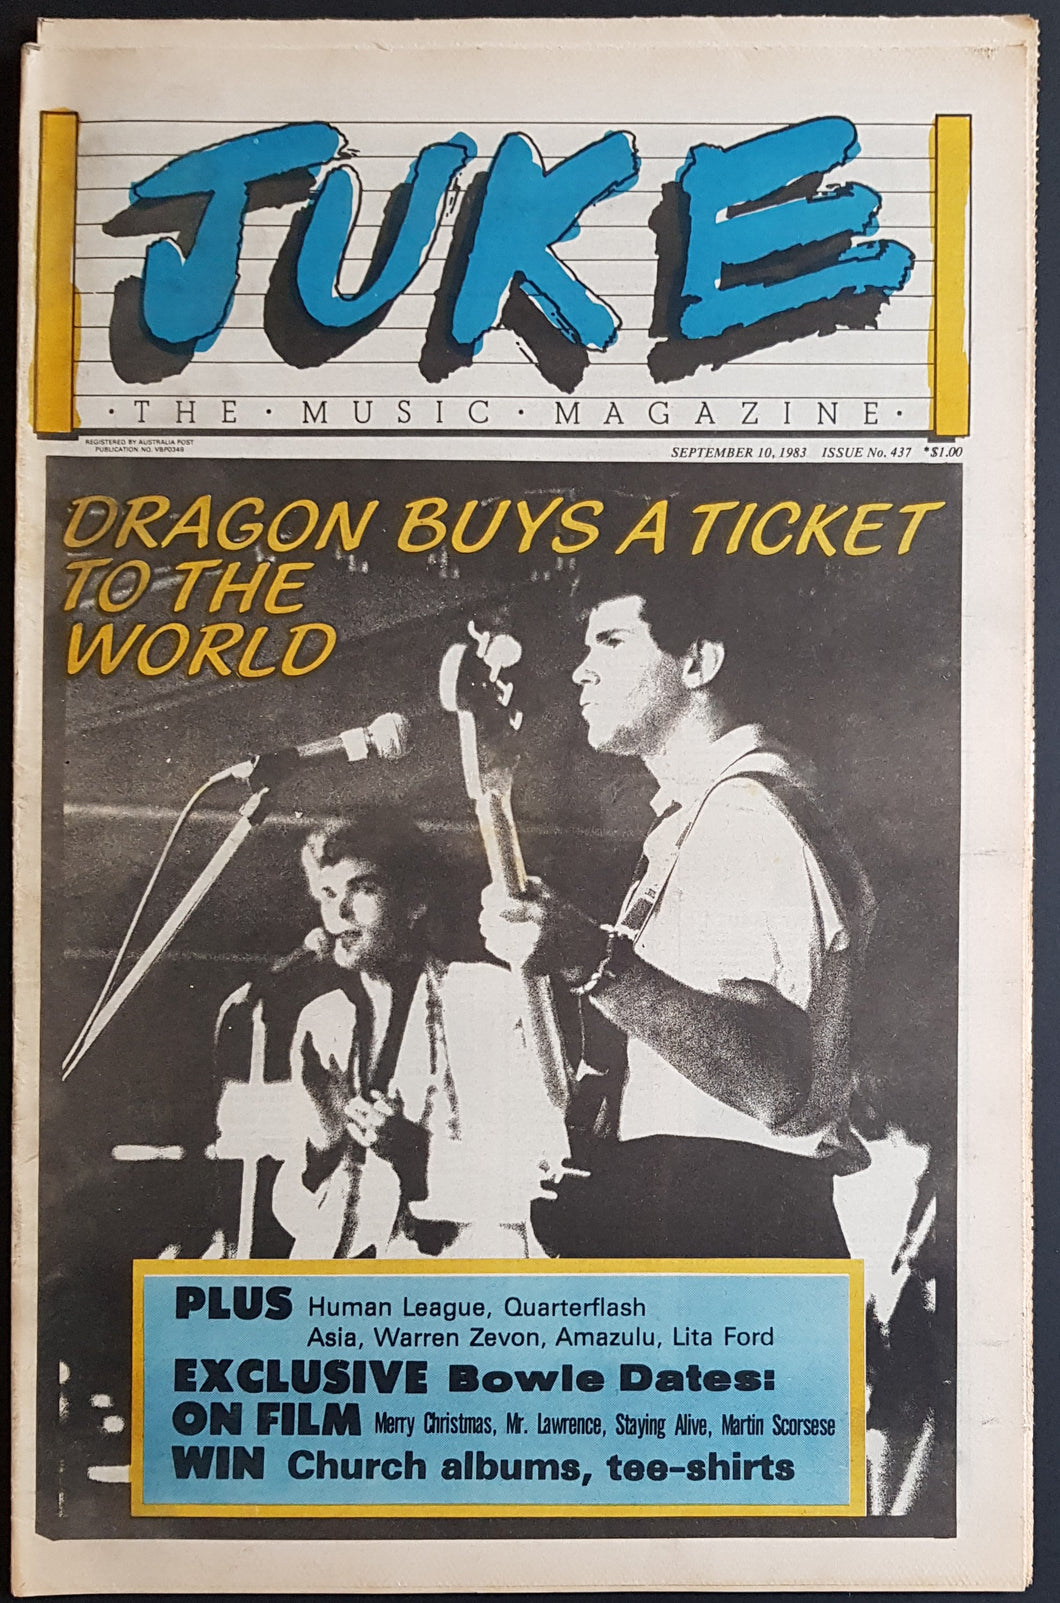 JUKE
·THE·MUSIC·MAGAZINE·
REGISTERED BY AUSTRALIA POST
PUBLICATION NO. VBP0349
SEPTEMBER 10, 1983 ISSUE No. 437 *$1.00
DRAGON BUYS A TICKET
TO THE
WORLD
PLUS Human League, Quarterflash
Asia, Warren Zevon, Amazulu, Lita Ford
EXCLUSIVE Bowie Dates:
ON FILM Merry Christmas, Mr. Lawrence, Staying Alive, Martin Scorsese
WIN Church albums, tee-shirts